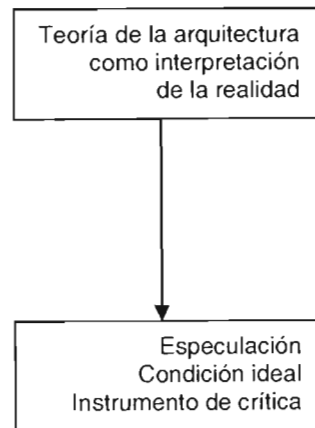 Teoría de la arquitectura
como interpretación
de la realidad
Especulación
Condición ideal
Instrumento de crítica